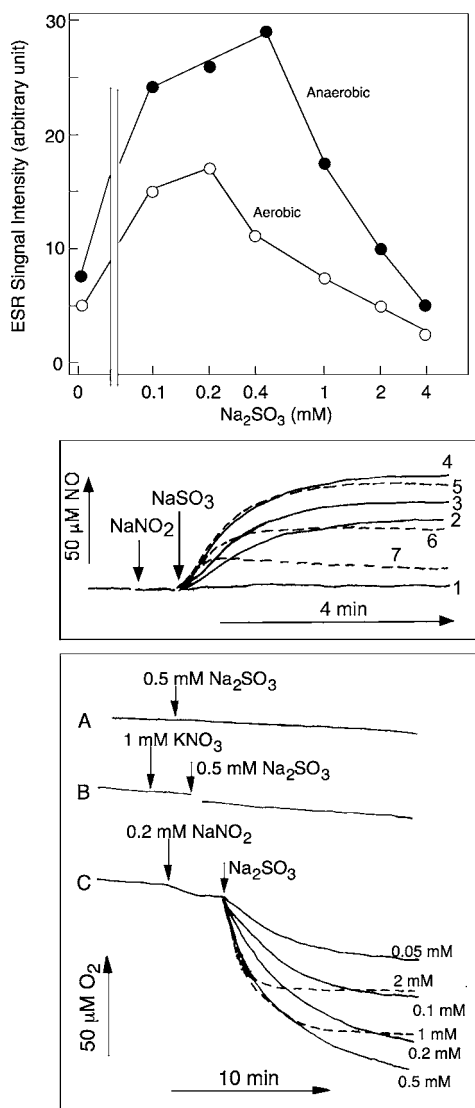 ESR Singnal Intensity (arbitrary unit)
30
20
10
0
Anaerobic
Aerobic
0 0.1 0.2 0.4 1 2 4
Na₂SO₃ (mM)
50 µM NO
NaNO₂
NaSO₃
4
5
3
2
6
7
1
4 min
0.5 mM Na₂SO₃
A
1 mM KNO₃
0.5 mM Na₂SO₃
B
0.2 mM NaNO₂
Na₂SO₃
C
0.05 mM
2 mM
0.1 mM
1 mM
0.2 mM
0.5 mM
50 µM O₂
10 min